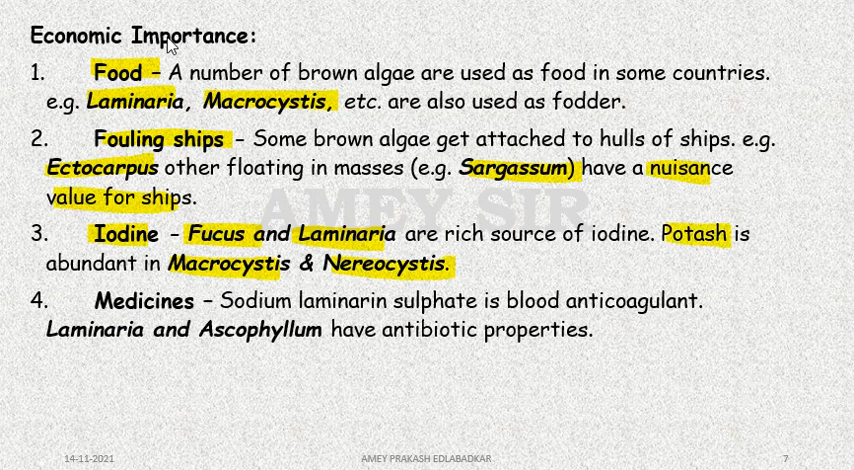 Economic Importance:
1. Food – A number of brown algae are used as food in some countries.
e.g. Laminaria, Macrocystis, etc. are also used as fodder.
2. Fouling ships – Some brown algae get attached to hulls of ships. e.g.
Ectocarpus other floating in masses (e.g. Sargassum) have a nuisance
value for ships.
AMEY SIR
3. Iodine – Fucus and Laminaria are rich source of iodine. Potash is
abundant in Macrocystis & Nereocystis.
4. Medicines – Sodium laminarin sulphate is blood anticoagulant.
Laminaria and Ascophyllum have antibiotic properties.
14-11-2021 AMEY PRAKASH EDLABADKAR 7